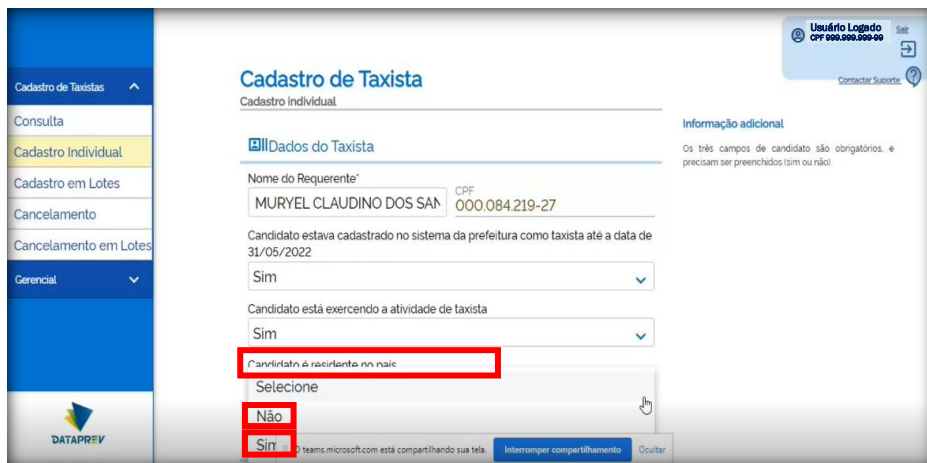 Usuário Logado
Sair
CPF 999.999.999-99
Contactar Suporte
Cadastro de Taxistas
Consulta
Cadastro Individual
Cadastro em Lotes
Cancelamento
Cancelamento em Lotes
Gerencial
DATAPREV
Cadastro de Taxista
Cadastro individual
Dados do Taxista
Nome do Requerente*
MURYEL CLAUDINO DOS SAN
CPF
000.084.219-27
Candidato estava cadastrado no sistema da prefeitura como taxista até a data de
31/05/2022
Sim
Candidato está exercendo a atividade de taxista
Sim
Candidato é residente no país
Selecione
Não
Sim
teams.microsoft.com está compartilhando sua tela.
Interromper compartilhamento
Ocultar
Informação adicional
Os três campos de candidato são obrigatórios, e
precisam ser preenchidos (sim ou não).